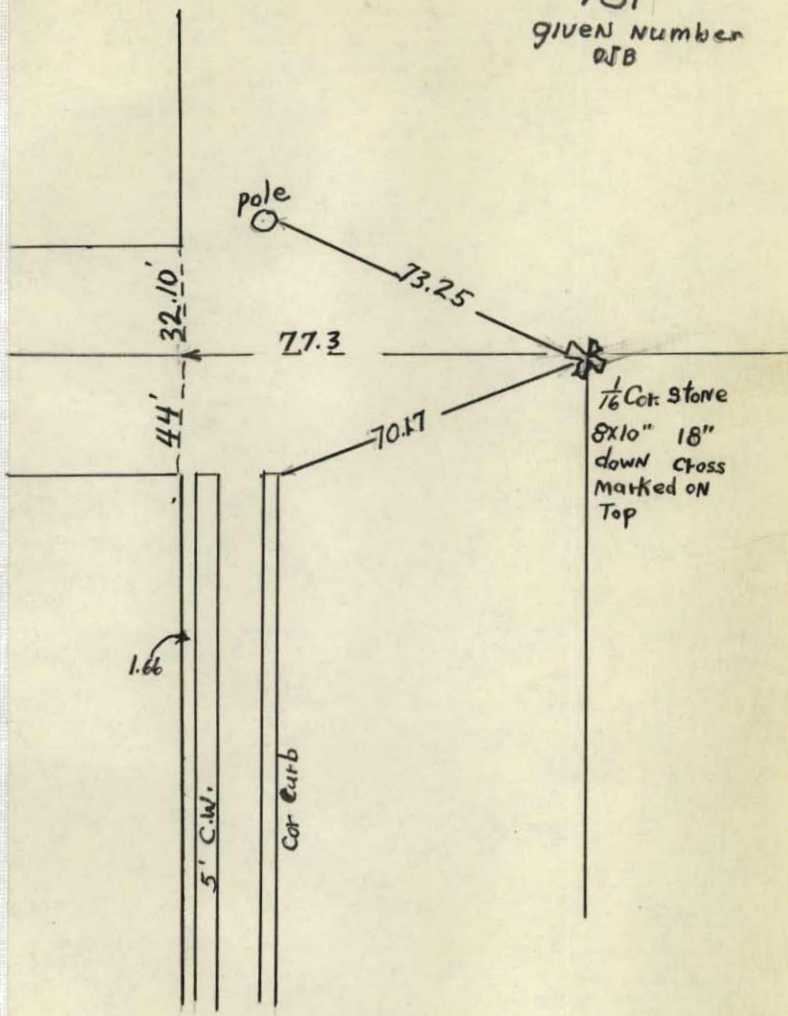 given Number
pole
73.25
32.10'
77.3
44'
70.17
1/16 Cor. Stone
8x10" 18"
down Cross
Marked on
Top
1.66
5' C.W.
Cor Curb